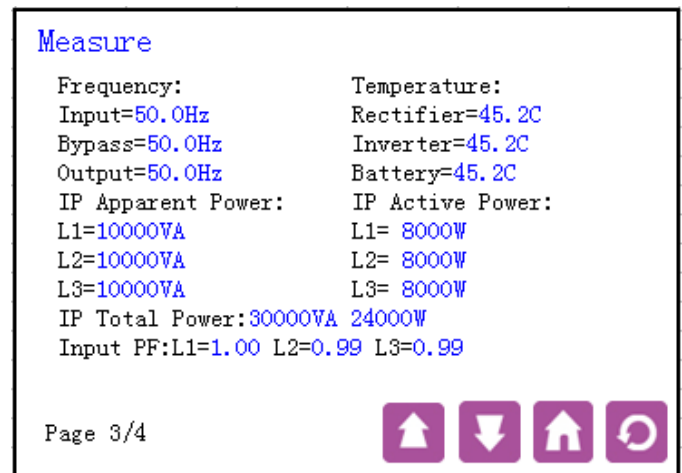 Measure
Frequency: Temperature:
Input=50.0Hz Rectifier=45.2C
Bypass=50.0Hz Inverter=45.2C
Output=50.0Hz Battery=45.2C
IP Apparent Power: IP Active Power:
L1=10000VA L1= 8000W
L2=10000VA L2= 8000W
L3=10000VA L3= 8000W
IP Total Power:30000VA 24000W
Input PF:L1=1.00 L2=0.99 L3=0.99
Page 3/4